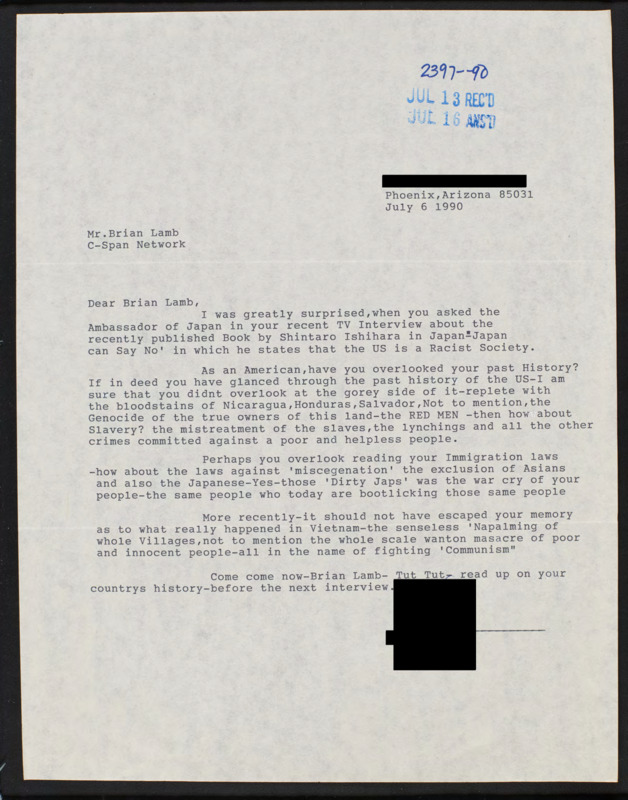 2397--90
JUL 13 REC'D
JUL 16 ANS'D
Phoenix,Arizona 85031
July 6 1990
Mr.Brian Lamb
C-Span Network
Dear Brian Lamb,
I was greatly surprised,when you asked the
Ambassador of Japan in your recent TV Interview about the
recently published Book by Shintaro Ishihara in Japan"Japan
can Say No' in which he states that the US is a Racist Society.
As an American,have you overlooked your past History?
If in deed you have glanced through the past history of the US-I am
sure that you didnt overlook at the gorey side of it-replete with
the bloodstains of Nicaragua,Honduras,Salvador,Not to mention,the
Genocide of the true owners of this land-the RED MEN -then how about
Slavery? the mistreatment of the slaves,the lynchings and all the other
crimes committed against a poor and helpless people.
Perhaps you overlook reading your Immigration laws
-how about the laws against 'miscegenation' the exclusion of Asians
and also the Japanese-Yes-those 'Dirty Japs' was the war cry of your
people-the same people who today are bootlicking those same people
More recently-it should not have escaped your memory
as to what really happened in Vietnam-the senseless 'Napalming of
whole Villages,not to mention the whole scale wanton masacre of poor
and innocent people-all in the name of fighting 'Communism"
Come come now-Brian Lamb- Tut Tut- read up on your
countrys history-before the next interview.